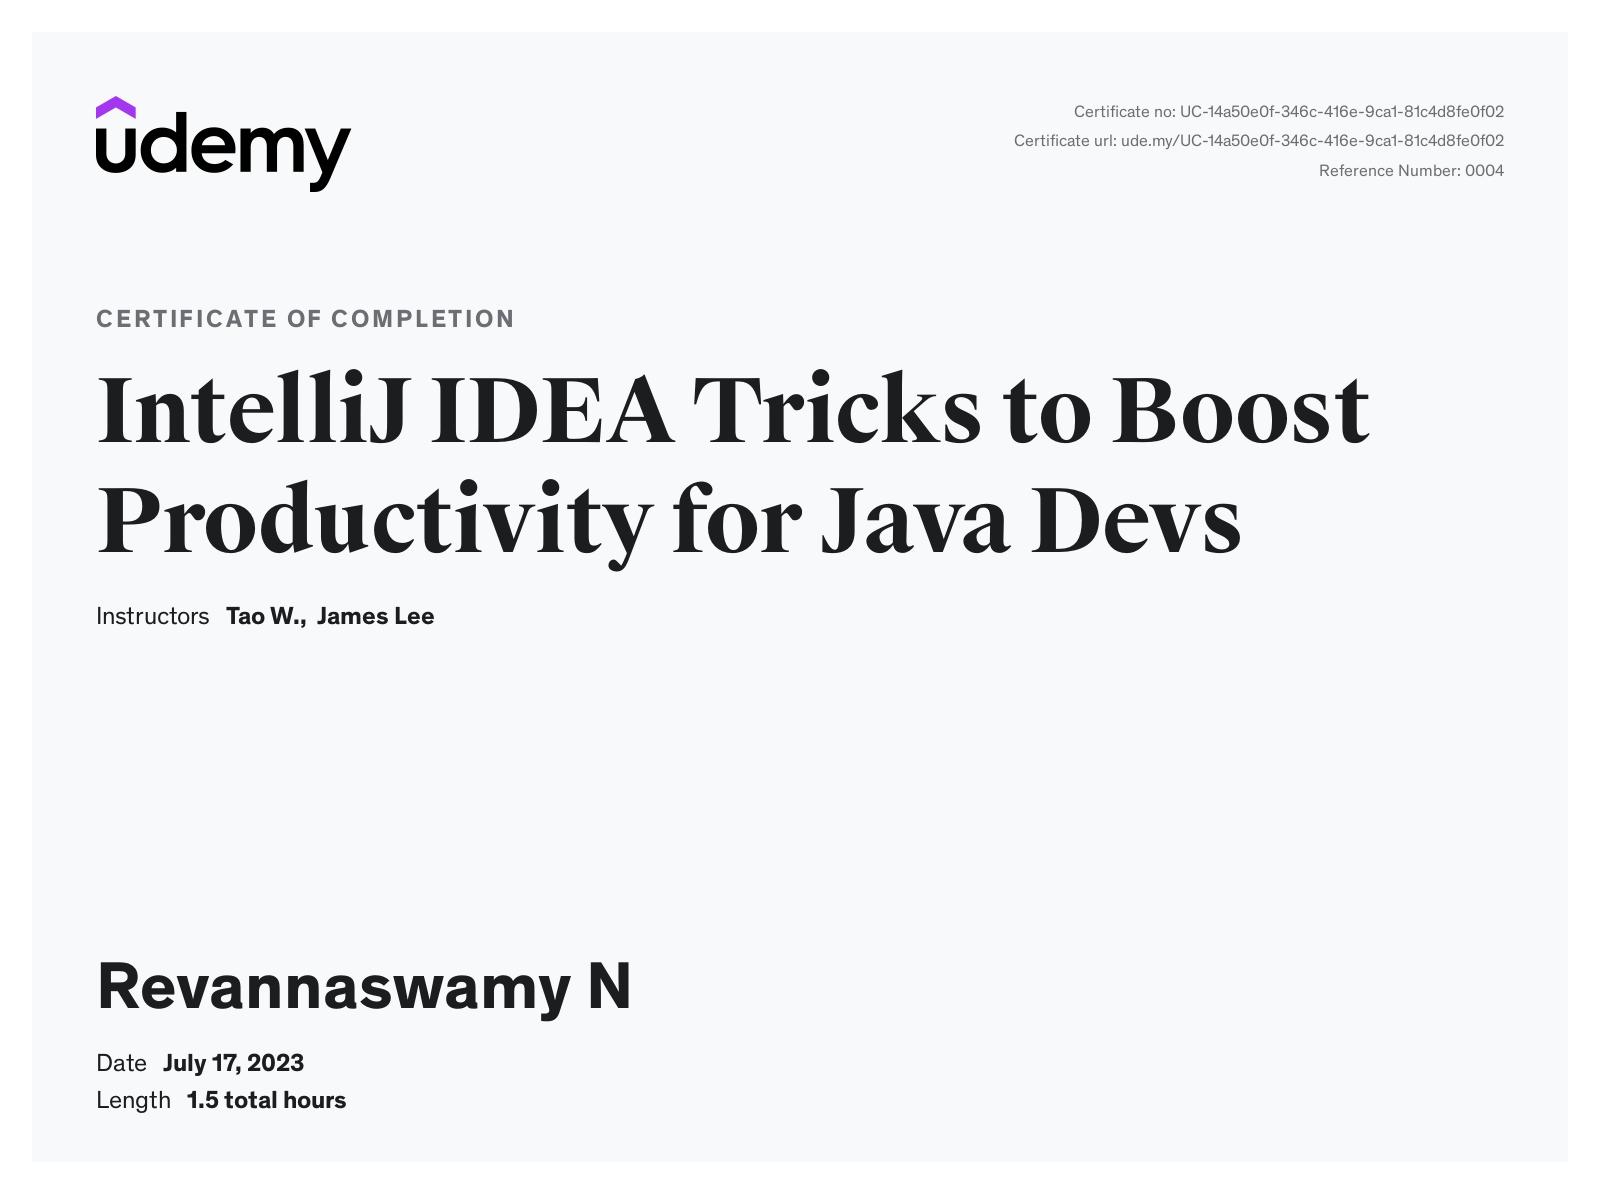 udemy
Certificate no: UC-14a50e0f-346c-416e-9ca1-81c4d8fe0f02
Certificate url: ude.my/UC-14a50e0f-346c-416e-9ca1-81c4d8fe0f02
Reference Number: 0004
CERTIFICATE OF COMPLETION
IntelliJ IDEA Tricks to Boost
Productivity for Java Devs
Instructors Tao W., James Lee
Revannaswamy N
Date July 17, 2023
Length 1.5 total hours